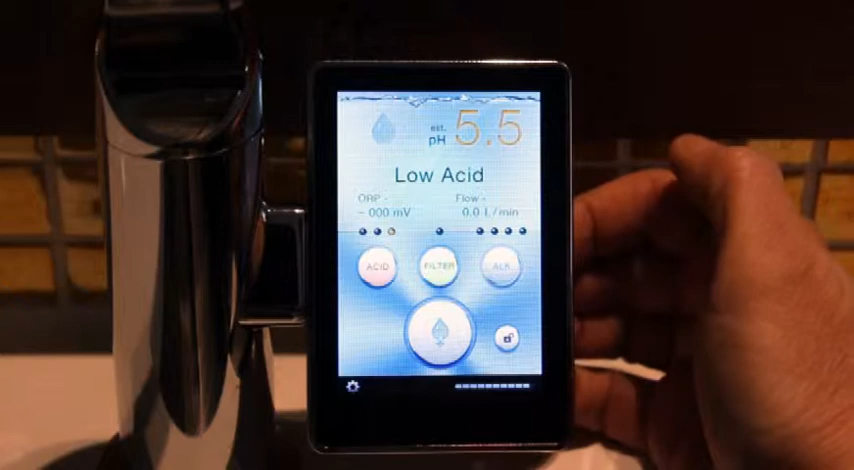 est.
pH 5.5
Low Acid
ORP - Flow -
- 000 mV 0.0 L/min
ACID FILTER ALK